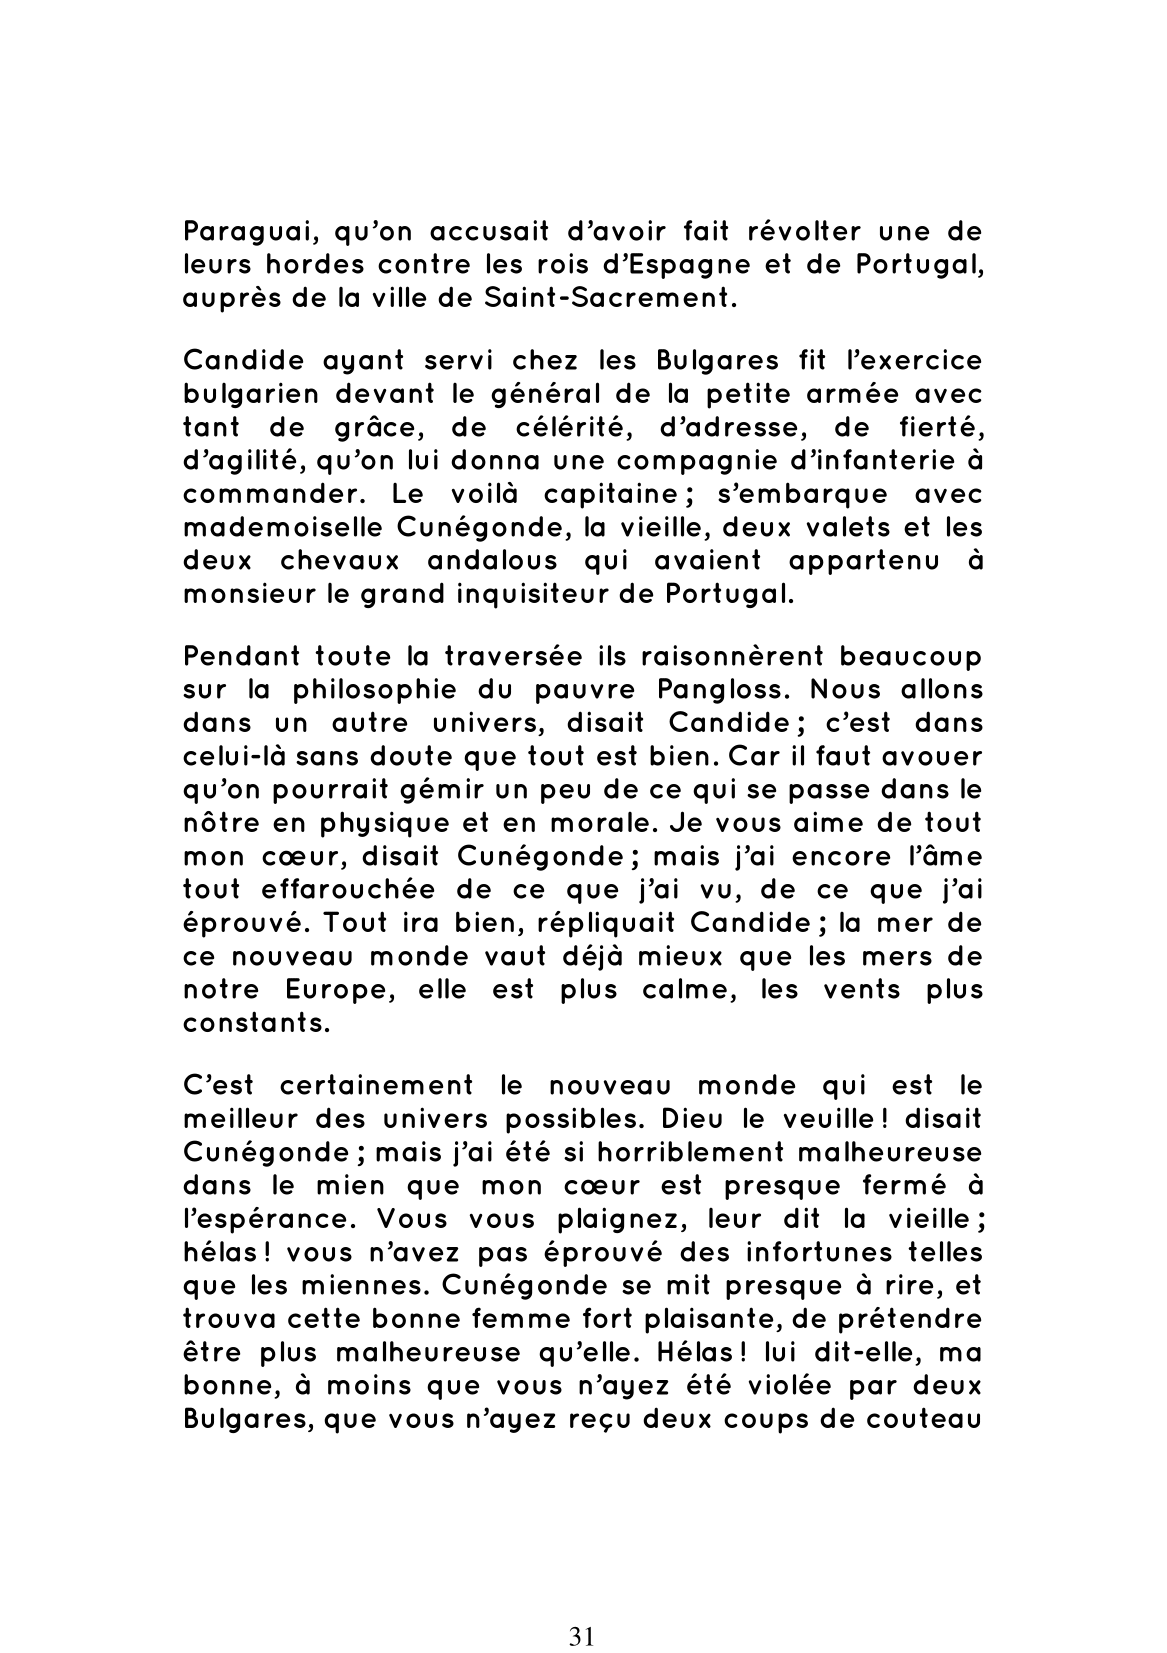 Paraguai, qu’on accusait d’avoir fait révolter une de
leurs hordes contre les rois d’Espagne et de Portugal,
auprès de la ville de Saint-Sacrement.
Candide ayant servi chez les Bulgares fit l’exercice
bulgarien devant le général de la petite armée avec
tant de grâce, de célérité, d’adresse, de fierté,
d’agilité, qu’on lui donna une compagnie d’infanterie à
commander. Le voilà capitaine ; s’embarque avec
mademoiselle Cunégonde, la vieille, deux valets et les
deux chevaux andalous qui avaient appartenu à
monsieur le grand inquisiteur de Portugal.
Pendant toute la traversée ils raisonnèrent beaucoup
sur la philosophie du pauvre Pangloss. Nous allons
dans un autre univers, disait Candide ; c’est dans
celui-là sans doute que tout est bien. Car il faut avouer
qu’on pourrait gémir un peu de ce qui se passe dans le
nôtre en physique et en morale. Je vous aime de tout
mon cœur, disait Cunégonde ; mais j’ai encore l’âme
tout effarouchée de ce que j’ai vu, de ce que j’ai
éprouvé. Tout ira bien, répliquait Candide ; la mer de
ce nouveau monde vaut déjà mieux que les mers de
notre Europe, elle est plus calme, les vents plus
constants.
C’est certainement le nouveau monde qui est le
meilleur des univers possibles. Dieu le veuille ! disait
Cunégonde ; mais j’ai été si horriblement malheureuse
dans le mien que mon cœur est presque fermé à
l’espérance. Vous vous plaignez, leur dit la vieille ;
hélas ! vous n’avez pas éprouvé des infortunes telles
que les miennes. Cunégonde se mit presque à rire, et
trouva cette bonne femme fort plaisante, de prétendre
être plus malheureuse qu’elle. Hélas ! lui dit-elle, ma
bonne, à moins que vous n’ayez été violée par deux
Bulgares, que vous n’ayez reçu deux coups de couteau
31